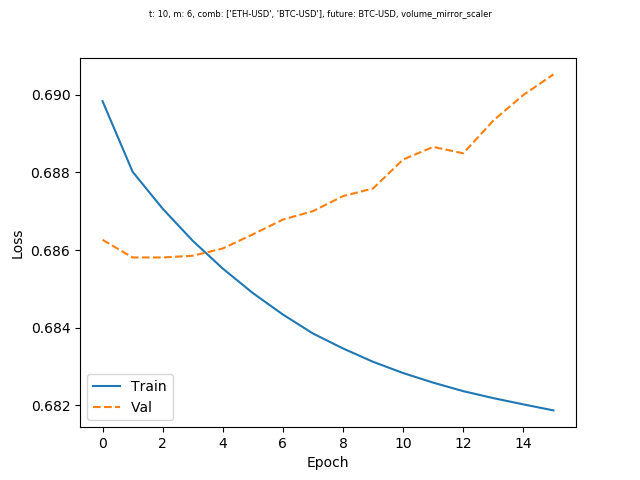 t: 10, m: 6, comb: ['ETH-USD', 'BTC-USD'], future: BTC-USD, volume_mirror_scaler
0.690
0.688
0.686
0.684
0.682
Loss
Train
Val
0 2 4 6 8 10 12 14
Epoch